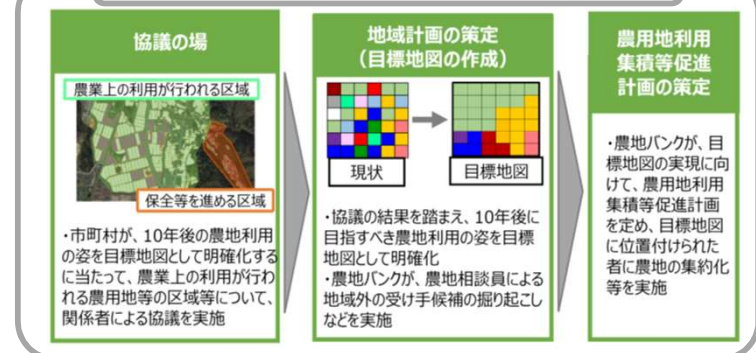 協議の場
農業上の利用が行われる区域
保全等を進める区域
・市町村が、10年後の農地利用
の姿を目標地図として明確化する
に当たって、農業上の利用が行わ
れる農用地等の区域等について、
関係者による協議を実施
地域計画の策定
（目標地図の作成）
現状
目標地図
・協議の結果を踏まえ、10年後に
目指すべき農地利用の姿を目標
地図として明確化
・農地バンクが、農地相談員による
地域外の受け手候補の掘り起こし
などを実施
農用地利用
集積等促進
計画の策定
・農地バンクが、目
標地図の実現に向
けて、農用地利用
集積等促進計画
を定め、目標地図
に位置付けられた
者に農地の集約化
等を実施